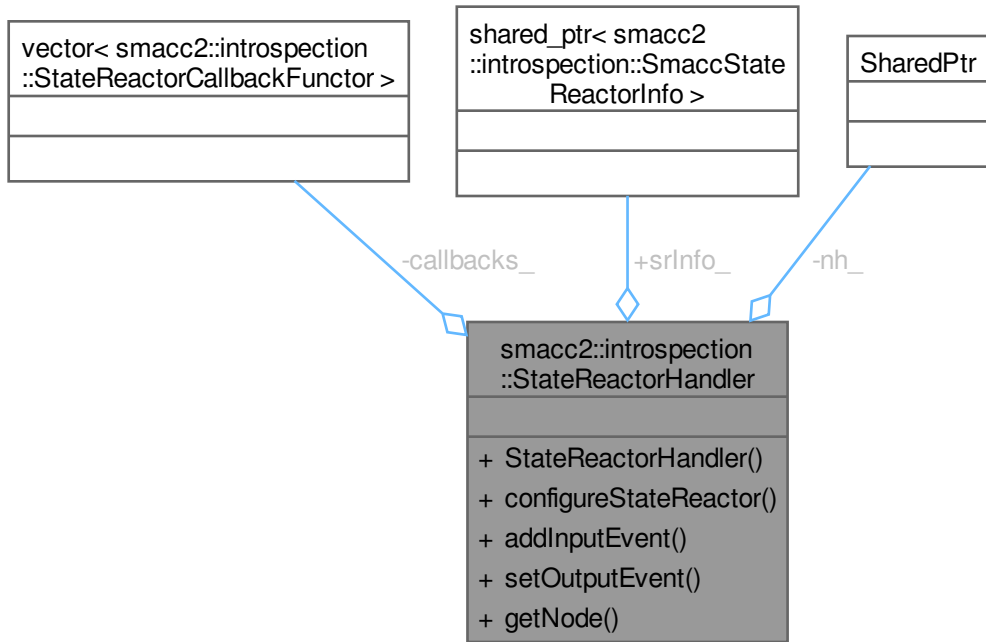 vector< smacc2::introspection
::StateReactorCallbackFunctor >
shared_ptr< smacc2
::introspection::SmaccState
ReactorInfo >
SharedPtr
-callbacks_
+srInfo_
-nh_
smacc2::introspection
::StateReactorHandler
+ StateReactorHandler()
+ configureStateReactor()
+ addInputEvent()
+ setOutputEvent()
+ getNode()